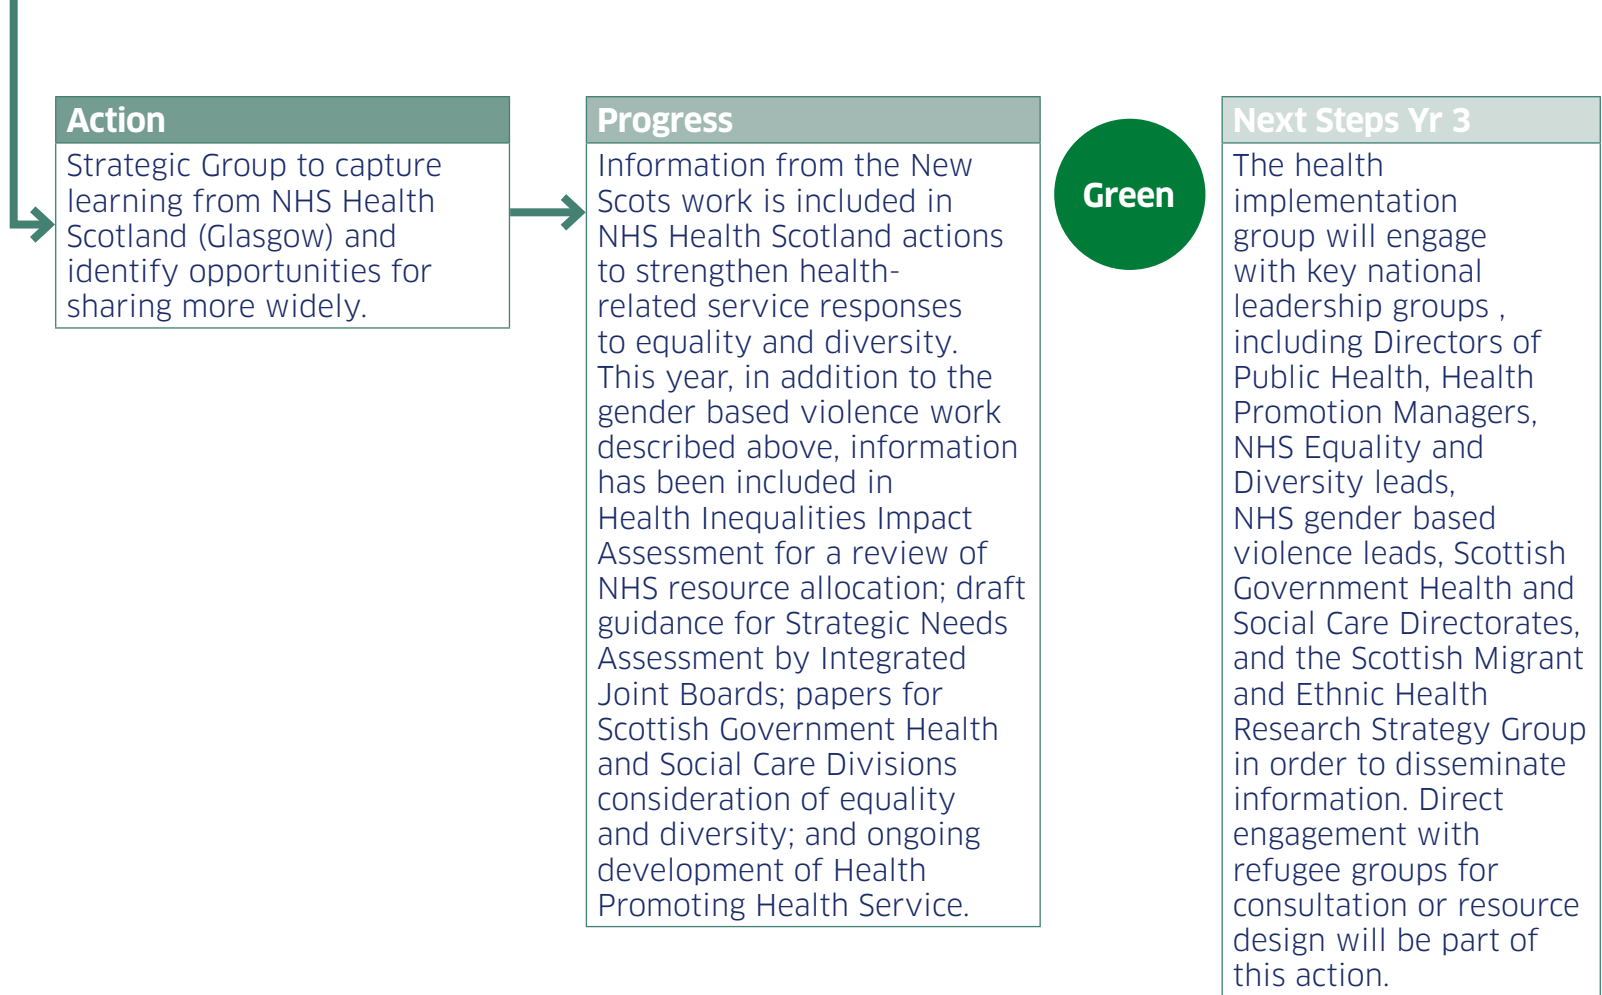 Action
Strategic Group to capture
learning from NHS Health
Scotland (Glasgow) and
identify opportunities for
sharing more widely.
Progress
Information from the New
Scots work is included in
NHS Health Scotland actions
to strengthen health-
related service responses
to equality and diversity.
This year, in addition to the
gender based violence work
described above, information
has been included in
Health Inequalities Impact
Assessment for a review of
NHS resource allocation; draft
guidance for Strategic Needs
Assessment by Integrated
Joint Boards; papers for
Scottish Government Health
and Social Care Divisions
consideration of equality
and diversity; and ongoing
development of Health
Promoting Health Service.
Green
Next Steps Yr 3
The health
implementation
group will engage
with key national
leadership groups ,
including Directors of
Public Health, Health
Promotion Managers,
NHS Equality and
Diversity leads,
NHS gender based
violence leads, Scottish
Government Health and
Social Care Directorates,
and the Scottish Migrant
and Ethnic Health
Research Strategy Group
in order to disseminate
information. Direct
engagement with
refugee groups for
consultation or resource
design will be part of
this action.